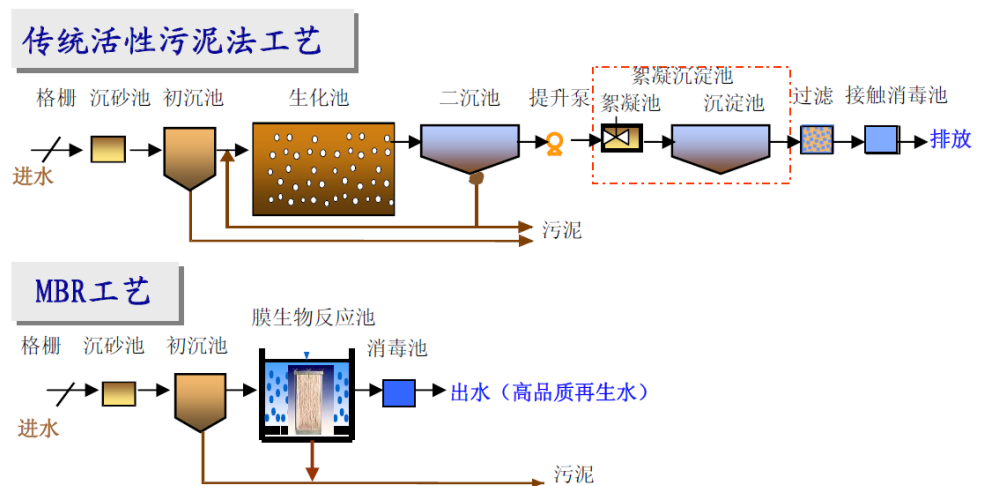 传统活性污泥法工艺
絮凝沉淀池
格栅 沉砂池 初沉池 生化池 二沉池 提升泵 絮凝池 沉淀池 过滤 接触消毒池
进水
排放
污泥
MBR工艺
膜生物反应池
格栅 沉砂池 初沉池 消毒池
出水（高品质再生水）
进水
污泥